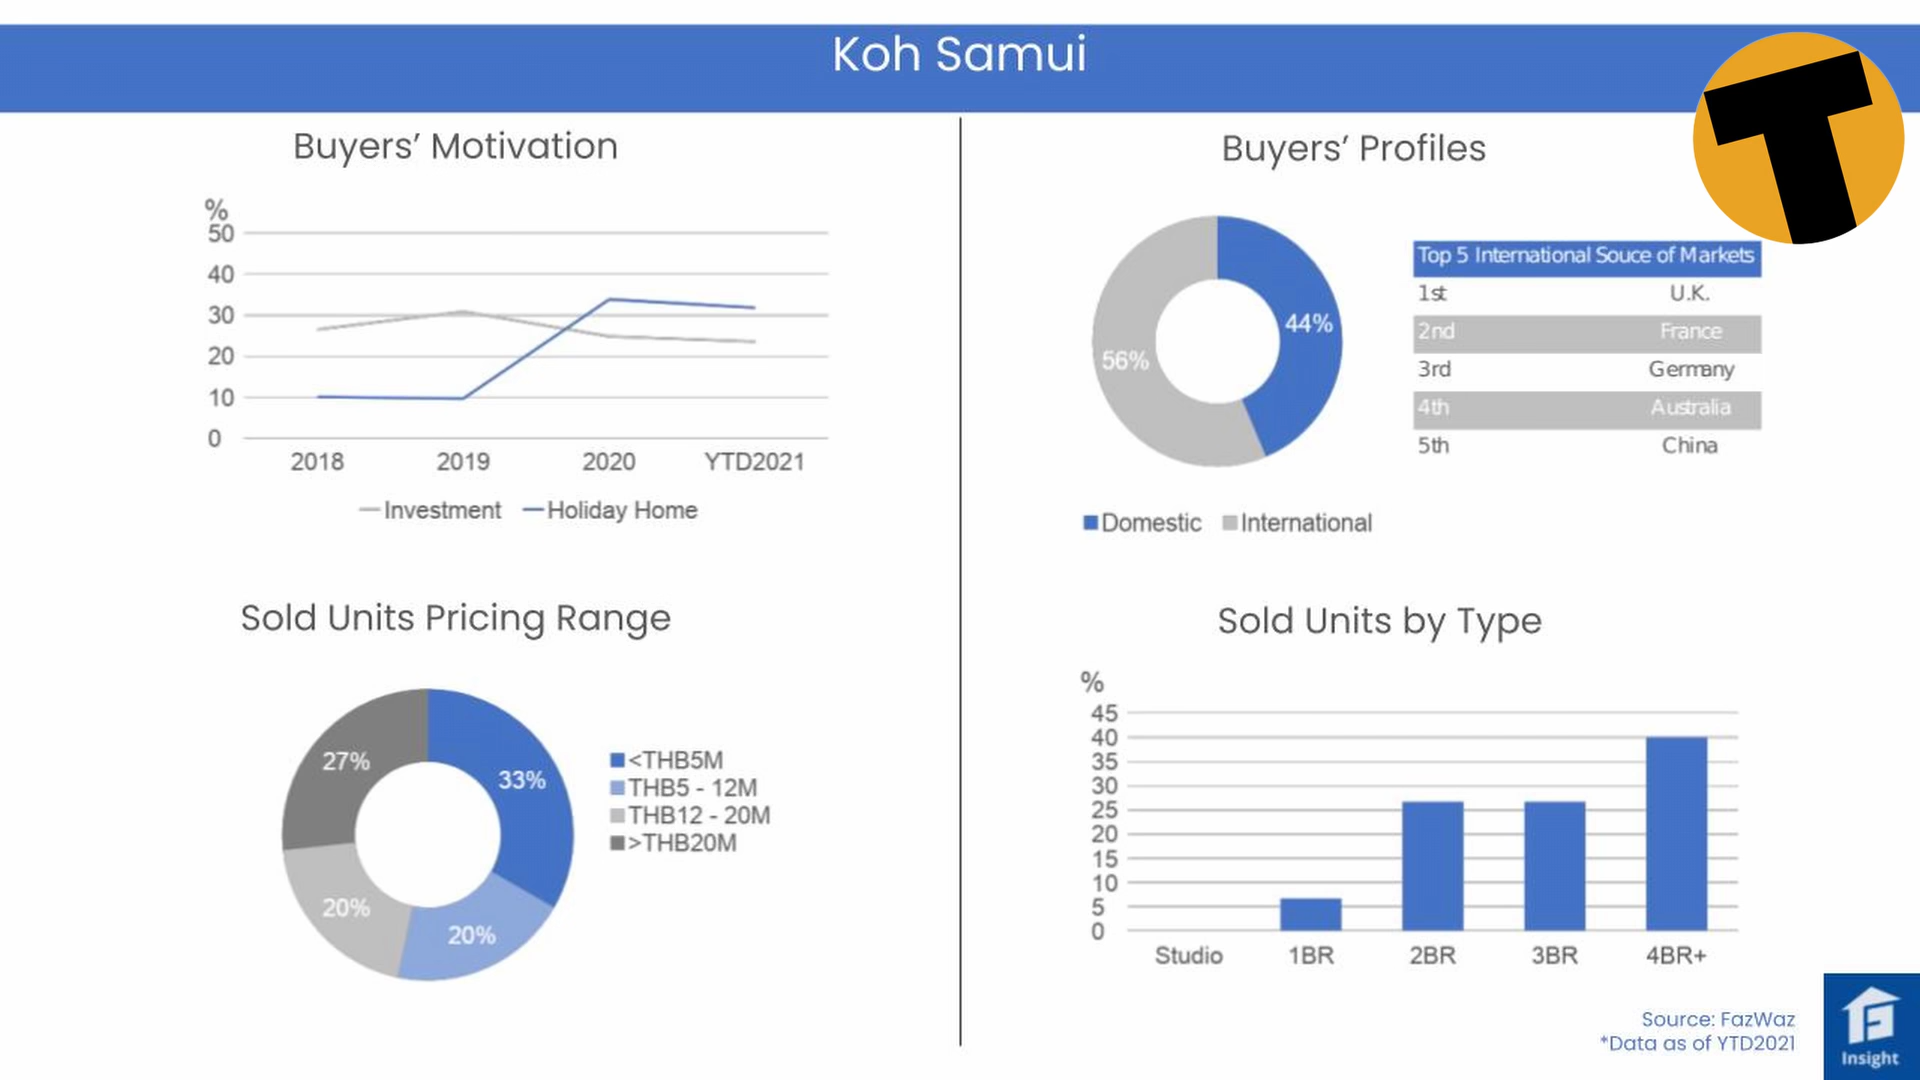 Koh Samui
T
Buyers’ Motivation
%
50
40
30
20
10
0
2018 2019 2020 YTD2021
Investment Holiday Home
Buyers’ Profiles
44%
56%
Domestic International
Top 5 International Souce of Markets
1st U.K.
2nd France
3rd Germany
4th Australia
5th China
Sold Units Pricing Range
27%
33%
20%
20%
<THB5M
THB5 - 12M
THB12 - 20M
>THB20M
Sold Units by Type
%
45
40
35
30
25
20
15
10
5
0
Studio 1BR 2BR 3BR 4BR+
Source: FazWaz
*Data as of YTD2021
Insight